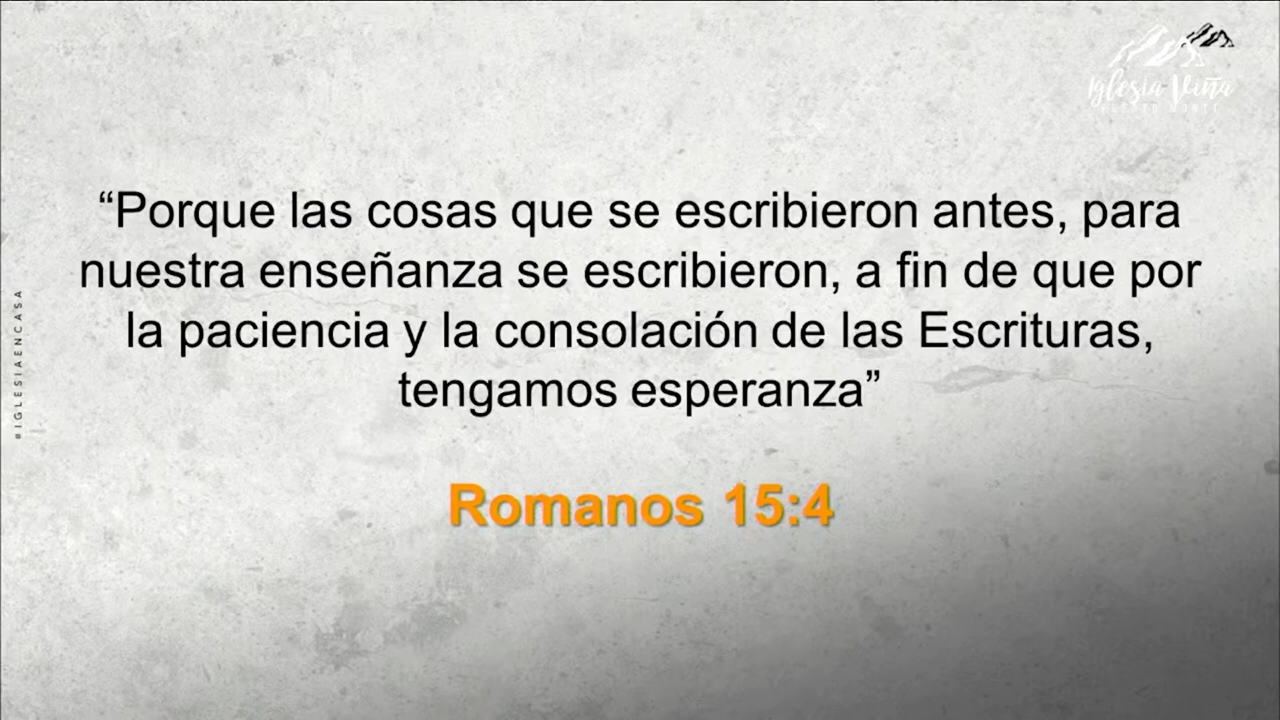 Iglesia Viña
“Porque las cosas que se escribieron antes, para
nuestra enseñanza se escribieron, a fin de que por
la paciencia y la consolación de las Escrituras,
tengamos esperanza”
Romanos 15:4
#IGLESIAENCASA